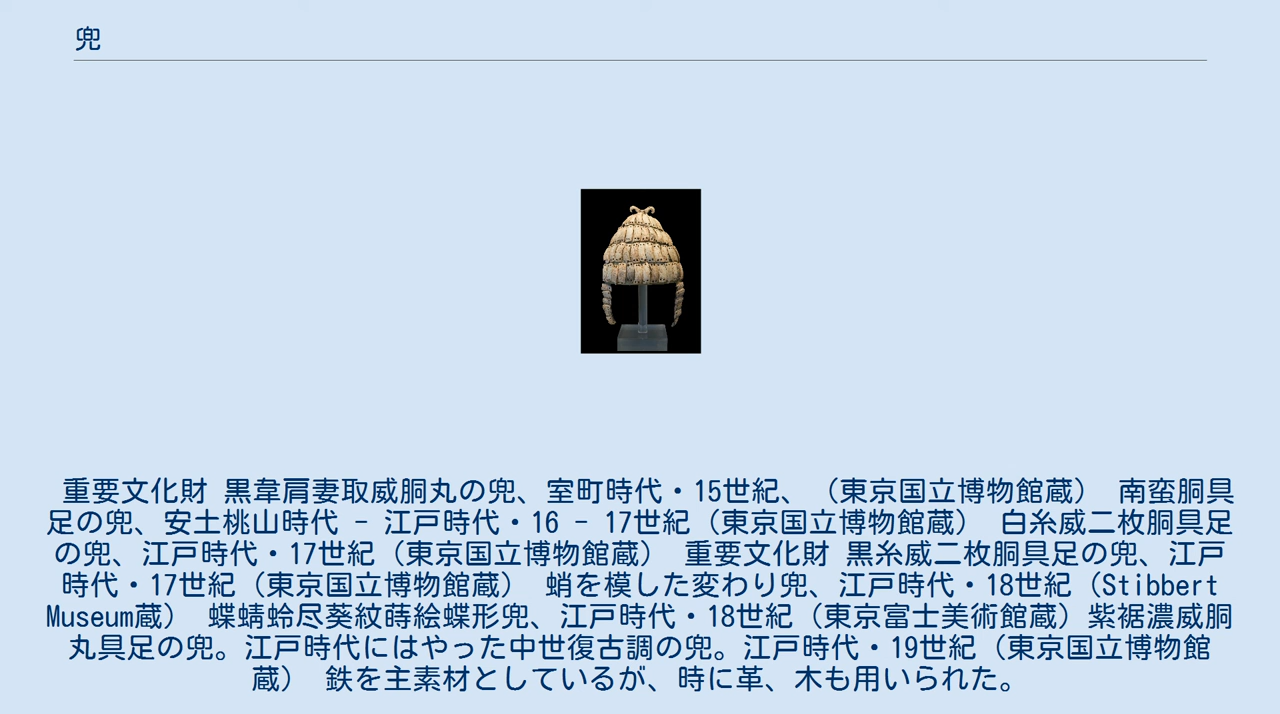 兜
重要文化財 黒韋肩妻取威胴丸の兜、室町時代・15世紀、（東京国立博物館蔵） 南蛮胴具
足の兜、安土桃山時代 - 江戸時代・16 - 17世紀（東京国立博物館蔵） 白糸威二枚胴具足
の兜、江戸時代・17世紀（東京国立博物館蔵） 重要文化財 黒糸威二枚胴具足の兜、江戸
時代・17世紀（東京国立博物館蔵） 蛸を模した変わり兜、江戸時代・18世紀（Stibbert
Museum蔵） 蝶蜻蛉尽葵紋蒔絵蝶形兜、江戸時代・18世紀（東京富士美術館蔵）紫裾濃威胴
丸具足の兜。江戸時代にはやった中世復古調の兜。江戸時代・19世紀（東京国立博物館
蔵） 鉄を主素材としているが、時に革、木も用いられた。